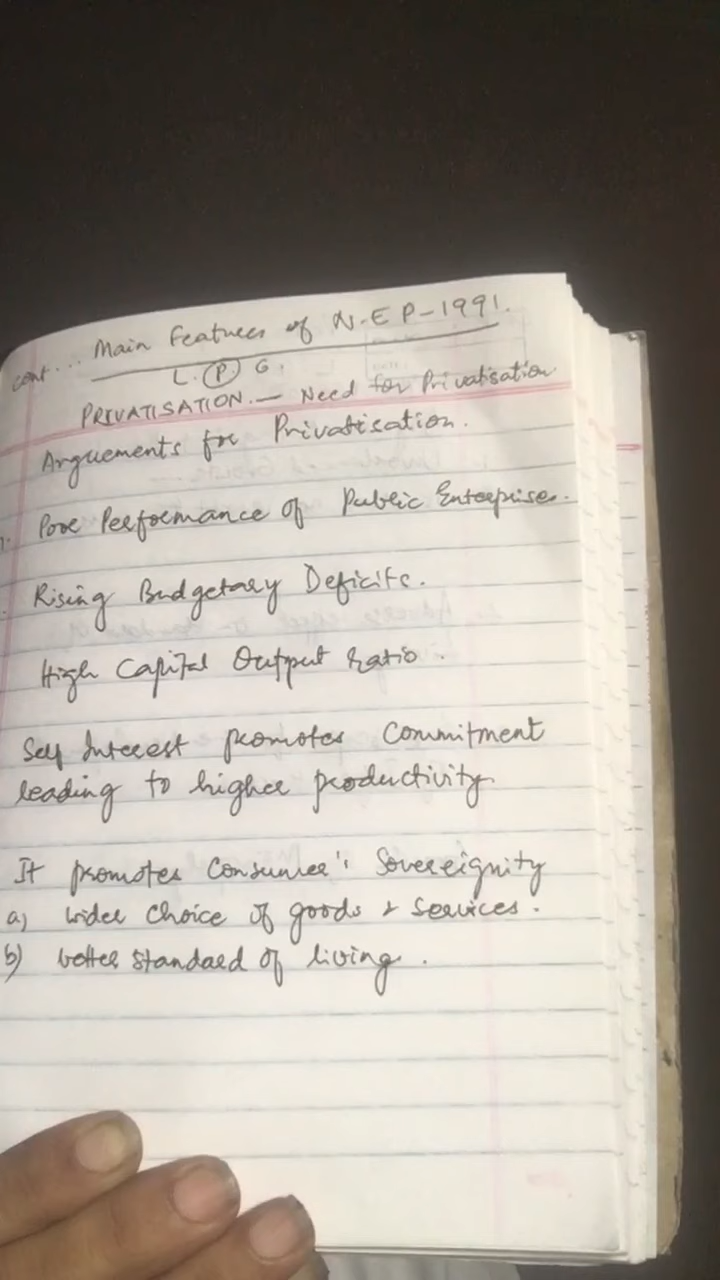 cont... Main Features of N.E P-1991.
L. P G.
PRIVATISATION. — Need for Privatisation
Arguements for Privatisation.
1. Poor Performance of Public Enterprise.
Rising Budgetary Deficits.
High Capital Output ratio.
Self Interest promotes Commitment
leading to higher productivity
It promotes Consumer's Sovereignity
a) wider choice of goods & Services.
b) better standard of living.